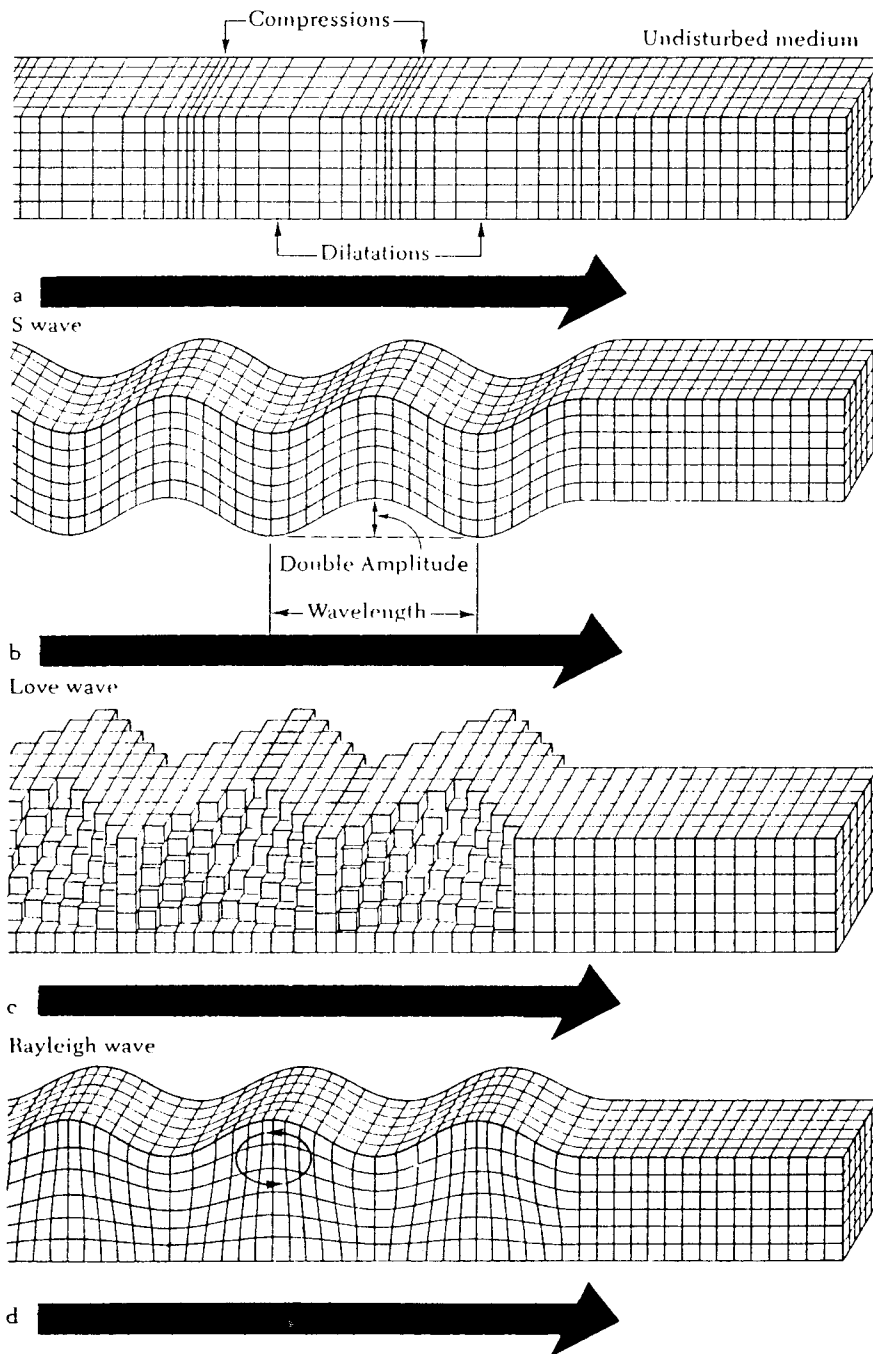 Compressions
Undisturbed medium
Dilatations
a
S wave
Double Amplitude
Wavelength
b
Love wave
c
Rayleigh wave
d